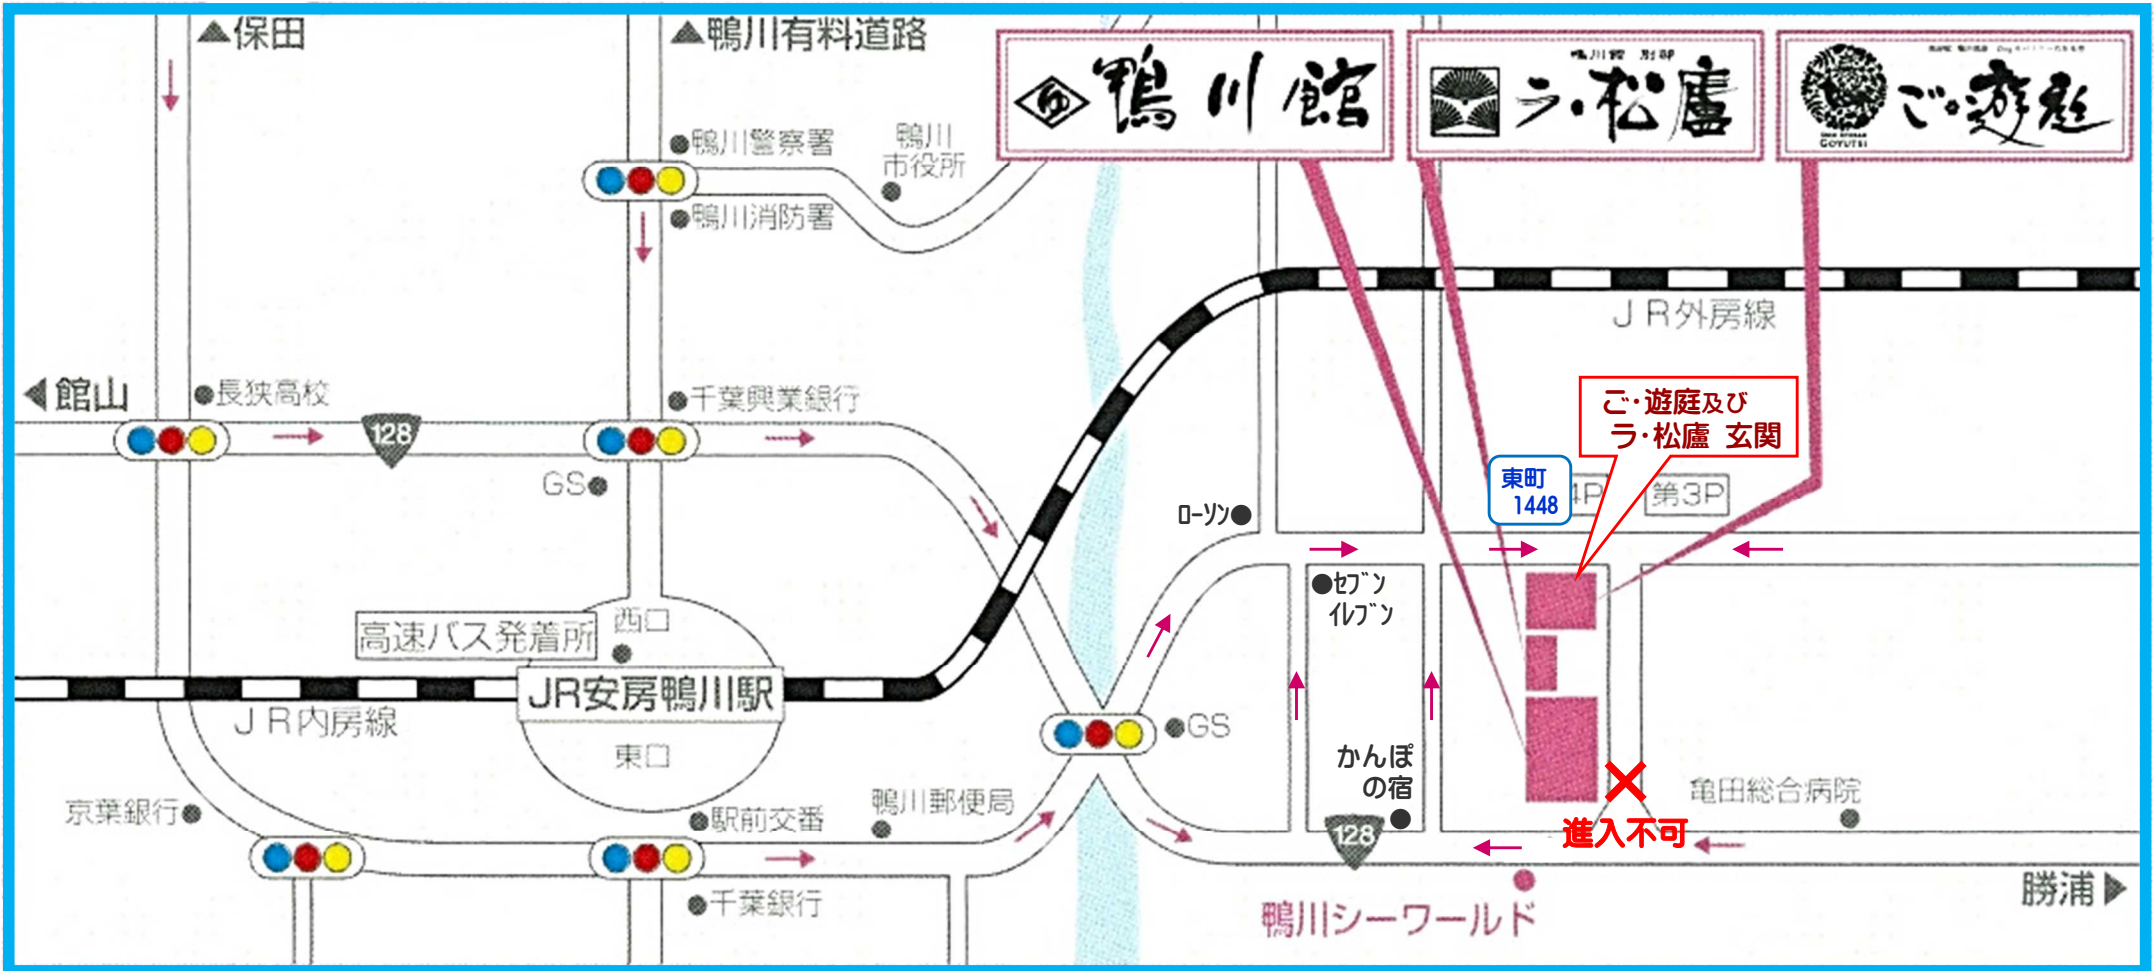 保田
鴨川有料道路
鴨川館
鴨川館 別邸
ラ・松廬
ご・遊庭
GOYUTEI
鴨川警察署
鴨川
市役所
鴨川消防署
JR外房線
館山
長狭高校
128
千葉興業銀行
GS
ご・遊庭及び
ラ・松廬 玄関
東町
1448
4P
第3P
ローソン
セブン
イレブン
高速バス発着所
西口
JR安房鴨川駅
東口
JR内房線
GS
かんぽ
の宿
京葉銀行
駅前交番
鴨川郵便局
亀田総合病院
進入不可
128
千葉銀行
鴨川シーワールド
勝浦